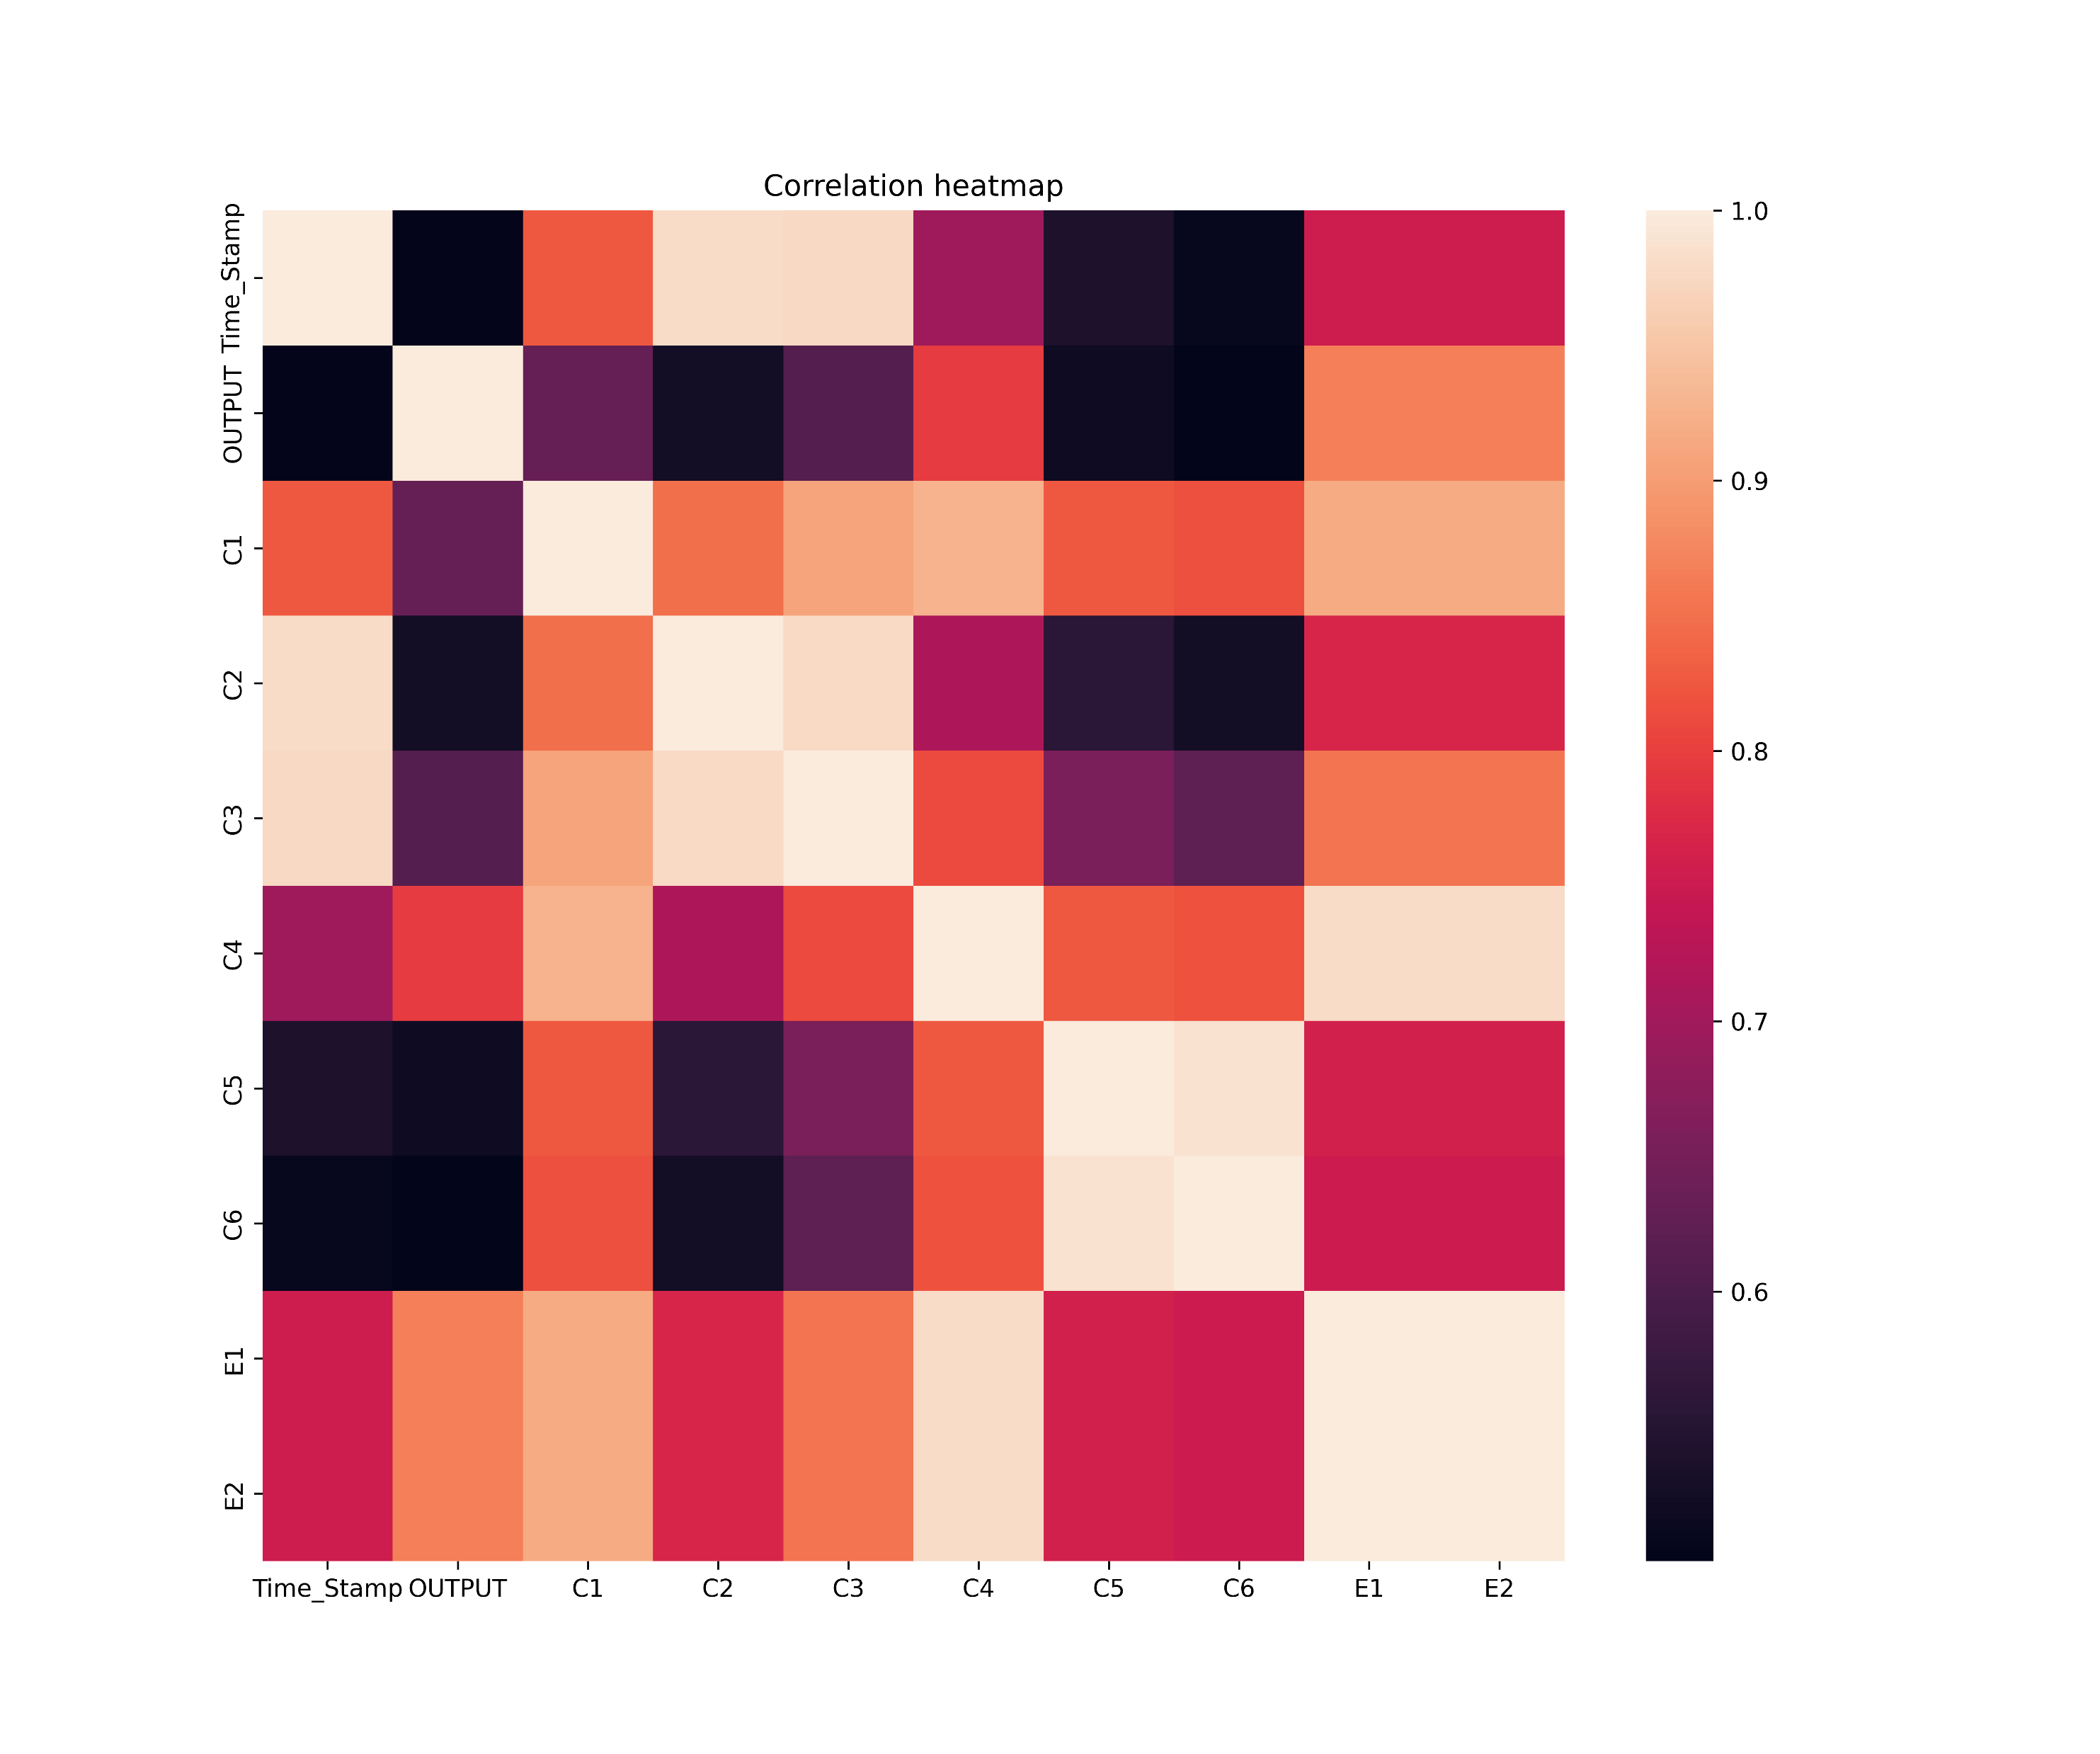 Correlation heatmap
Time_Stamp
OUTPUT
C1
C2
C3
C4
C5
C6
E1
E2
Time_Stamp OUTPUT C1 C2 C3 C4 C5 C6 E1 E2
1.0
0.9
0.8
0.7
0.6